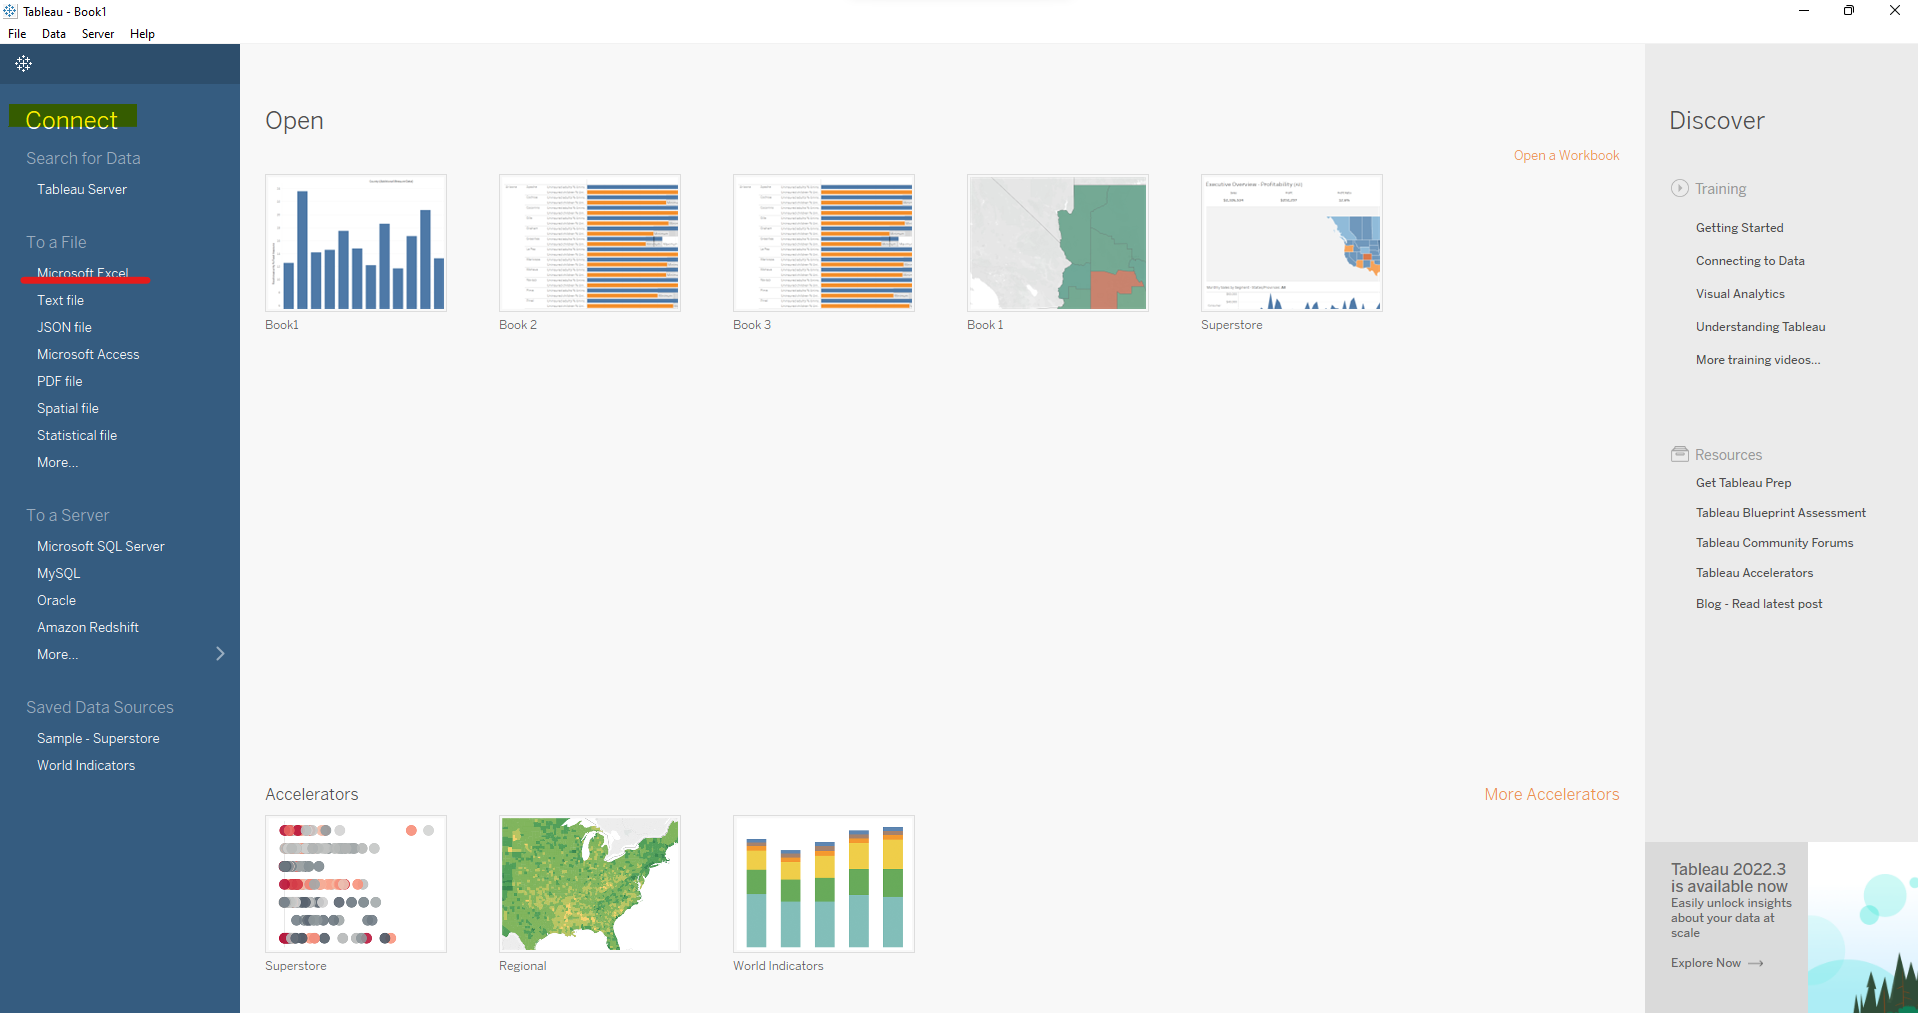 Tableau - Book1
File Data Server Help
Connect
Search for Data
Tableau Server
To a File
Microsoft Excel
Text file
JSON file
Microsoft Access
PDF file
Spatial file
Statistical file
More...
To a Server
Microsoft SQL Server
MySQL
Oracle
Amazon Redshift
More...
Saved Data Sources
Sample - Superstore
World Indicators
Open
Open a Workbook
Executive Overview - Profitability
Book1
Book 2
Book 3
Book 1
Superstore
Accelerators
More Accelerators
Superstore
Regional
World Indicators
Discover
Training
Getting Started
Connecting to Data
Visual Analytics
Understanding Tableau
More training videos...
Resources
Get Tableau Prep
Tableau Blueprint Assessment
Tableau Community Forums
Tableau Accelerators
Blog - Read latest post
Tableau 2022.3
is available now
Easily unlock insights
about your data at
scale
Explore Now